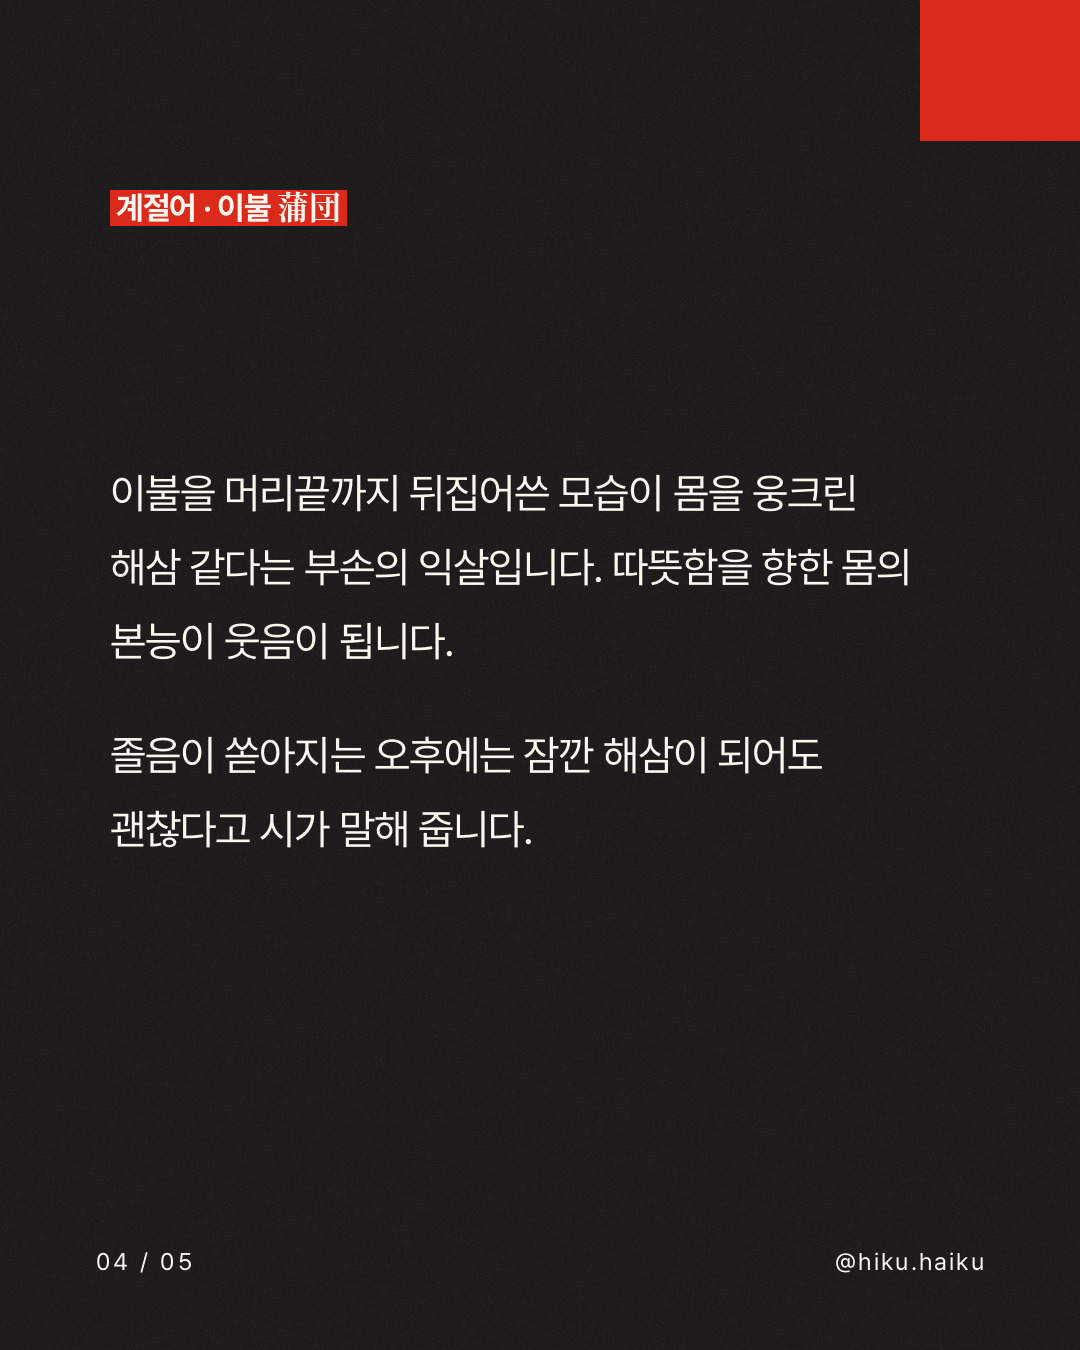 계절어 · 이불 蒲団
이불을 머리끝까지 뒤집어쓴 모습이 몸을 웅크린
해삼 같다는 부손의 익살입니다. 따뜻함을 향한 몸의
본능이 웃음이 됩니다.
졸음이 쏟아지는 오후에는 잠깐 해삼이 되어도
괜찮다고 시가 말해 줍니다.
04 / 05
@hiku.haiku